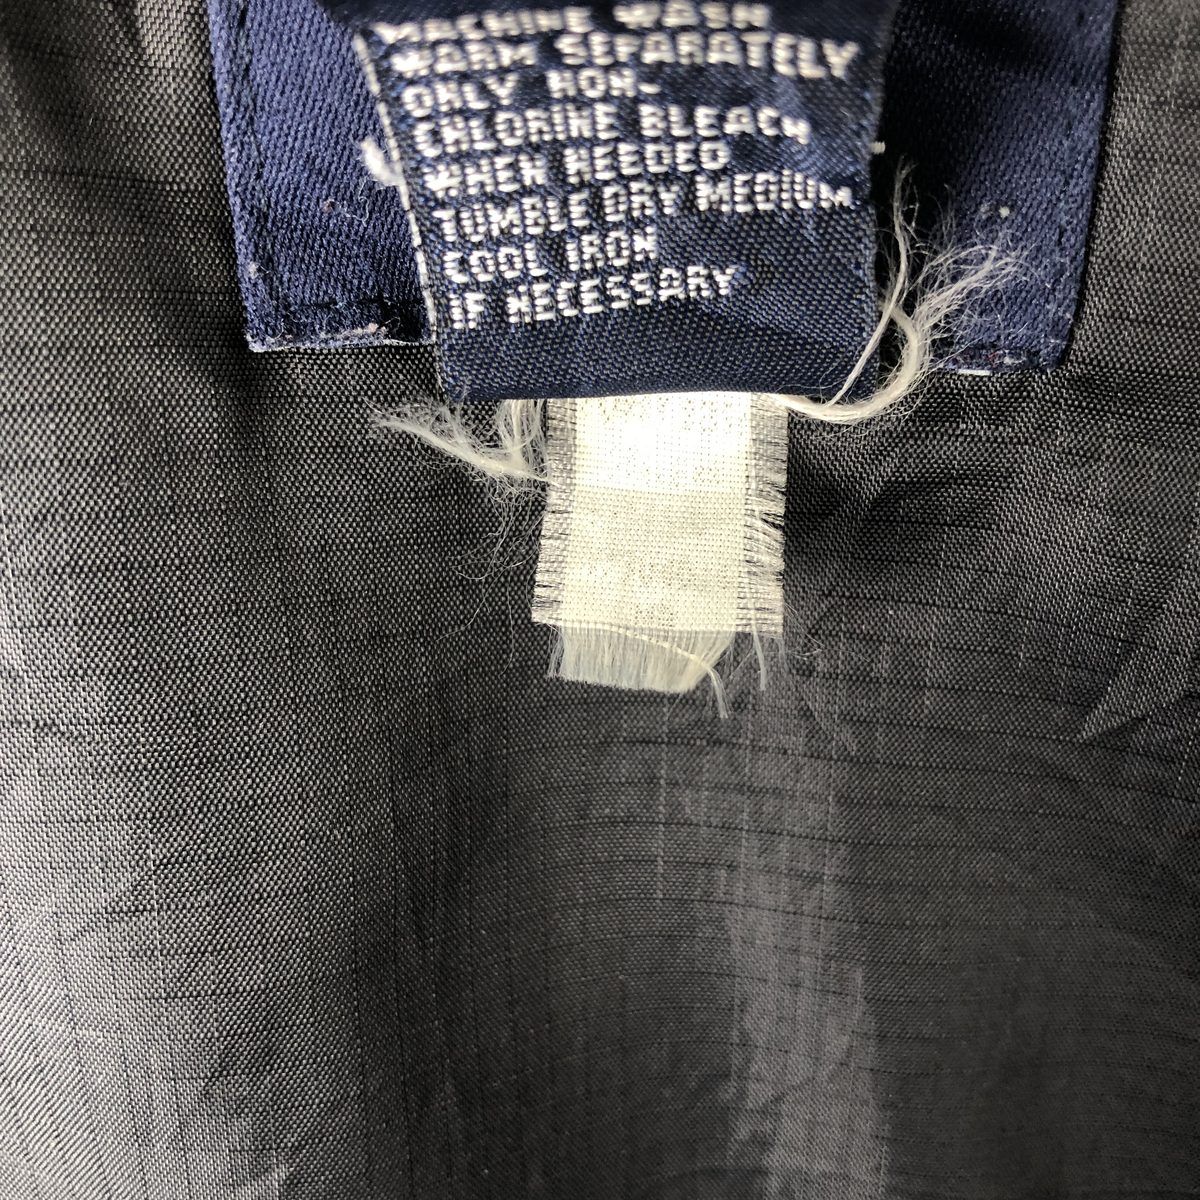 MACHINE WASH
WARM SEPARATELY
ONLY NON-
CHLORINE BLEACH
WHEN NEEDED
TUMBLE DRY MEDIUM
COOL IRON
IF NECESSARY